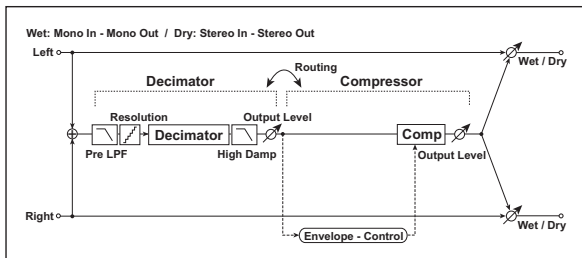 Wet: Mono In - Mono Out / Dry: Stereo In - Stereo Out
Left
Wet / Dry
Routing
Decimator
Compressor
Resolution
Output Level
Decimator
Comp
Pre LPF
High Damp
Output Level
Right
Wet / Dry
Envelope - Control